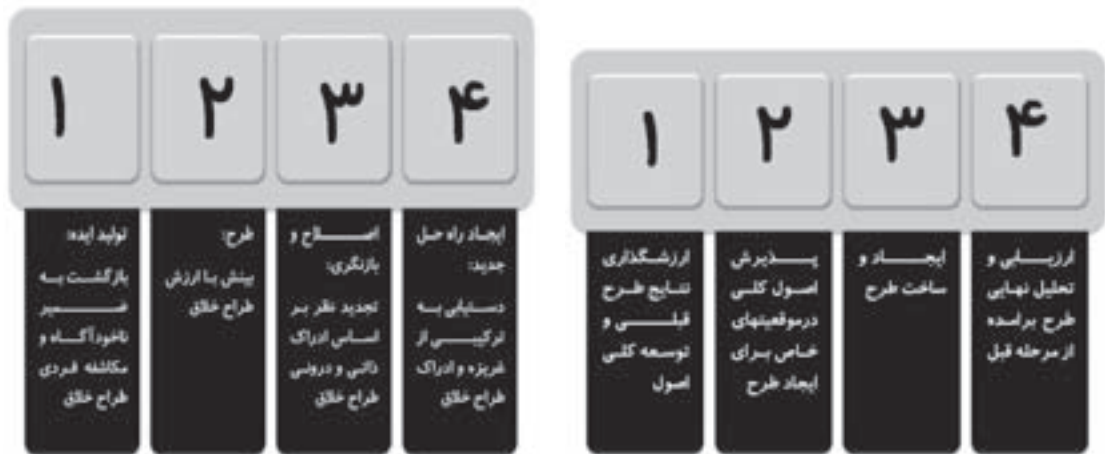 ۱
تولید ایده:
بازگشت به
ضمیر
ناخودآگاه و
مکاشفه فردی
طراح خلاق
۲
طرح:
بینش با ارزش
طراح خلاق
۳
اصلاح و
بازنگری:
تجدید نظر بر
اساس ادراک
ذاتی و درونی
طراح خلاق
۴
ایجاد راه حل
جدید:
دستیابی به
ترکیبی از
غریزه و ادراک
طراح خلاق
۱
ارزشگذاری
نتایج طرح
قبلی و
توسعه کلی
اصول
۲
پذیرش
اصول کلی
درموقعیتهای
خاص برای
ایجاد طرح
۳
ایجاد و
ساخت طرح
۴
ارزیابی و
تحلیل نهایی
طرح برامده
از مرحله قبل